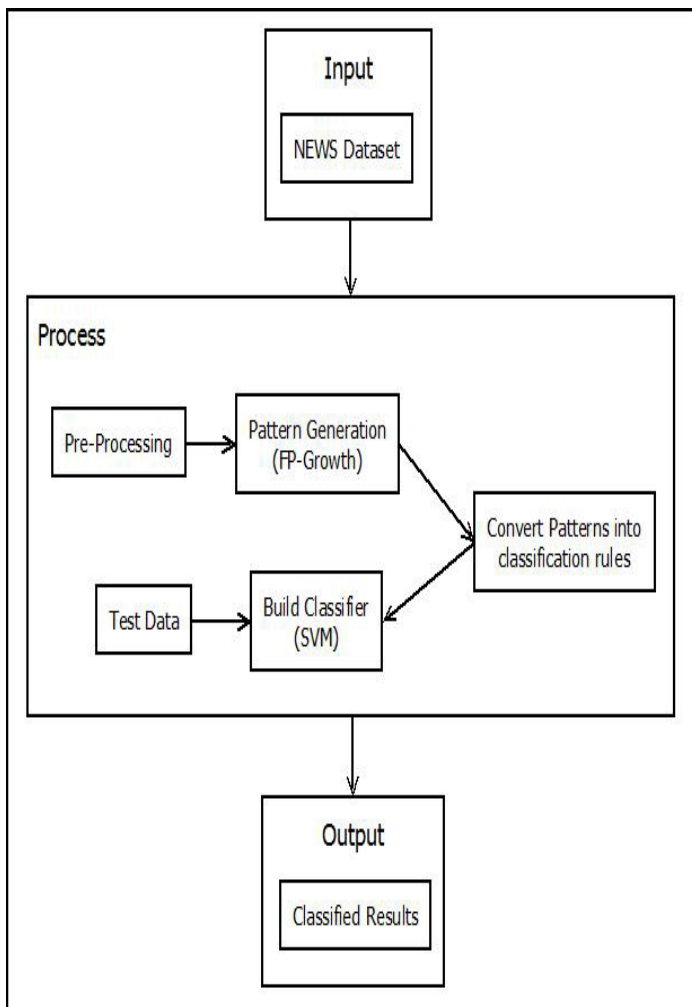 Input
NEWS Dataset
Process
Pre-Processing
Pattern Generation
(FP-Growth)
Convert Patterns into
classification rules
Test Data
Build Classifier
(SVM)
Output
Classified Results